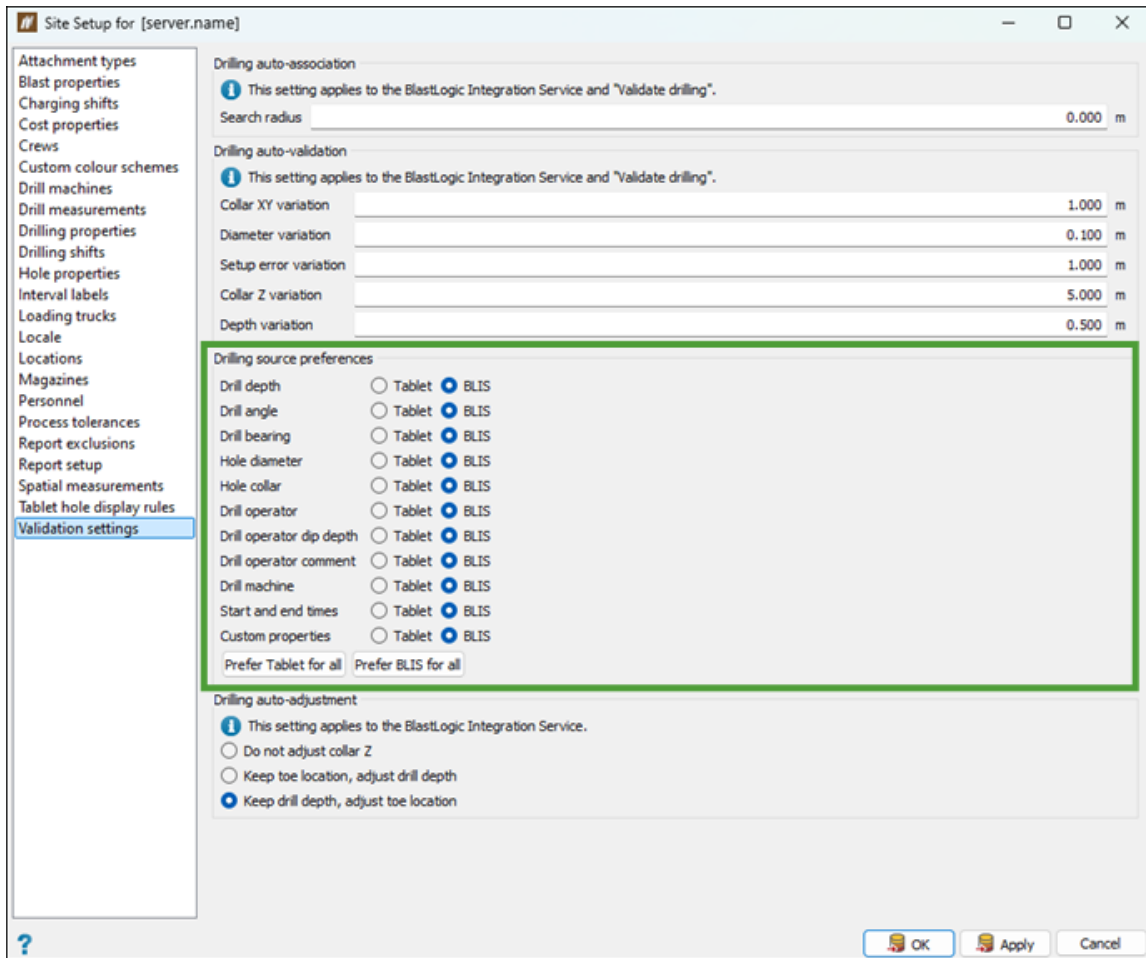 Site Setup for [server.name]
Attachment types
Blast properties
Charging shifts
Cost properties
Crews
Custom colour schemes
Drill machines
Drill measurements
Drilling properties
Drilling shifts
Hole properties
Interval labels
Loading trucks
Locale
Locations
Magazines
Personnel
Process tolerances
Report exclusions
Report setup
Spatial measurements
Tablet hole display rules
Validation settings
Drilling auto-association
This setting applies to the BlastLogic Integration Service and "Validate drilling".
Search radius 0.000 m
Drilling auto-validation
This setting applies to the BlastLogic Integration Service and "Validate drilling".
Collar XY variation 1.000 m
Diameter variation 0.100 m
Setup error variation 1.000 m
Collar Z variation 5.000 m
Depth variation 0.500 m
Drilling source preferences
Drill depth Tablet BLIS
Drill angle Tablet BLIS
Drill bearing Tablet BLIS
Hole diameter Tablet BLIS
Hole collar Tablet BLIS
Drill operator Tablet BLIS
Drill operator dip depth Tablet BLIS
Drill operator comment Tablet BLIS
Drill machine Tablet BLIS
Start and end times Tablet BLIS
Custom properties Tablet BLIS
Prefer Tablet for all Prefer BLIS for all
Drilling auto-adjustment
This setting applies to the BlastLogic Integration Service.
Do not adjust collar Z
Keep toe location, adjust drill depth
Keep drill depth, adjust toe location
? OK Apply Cancel